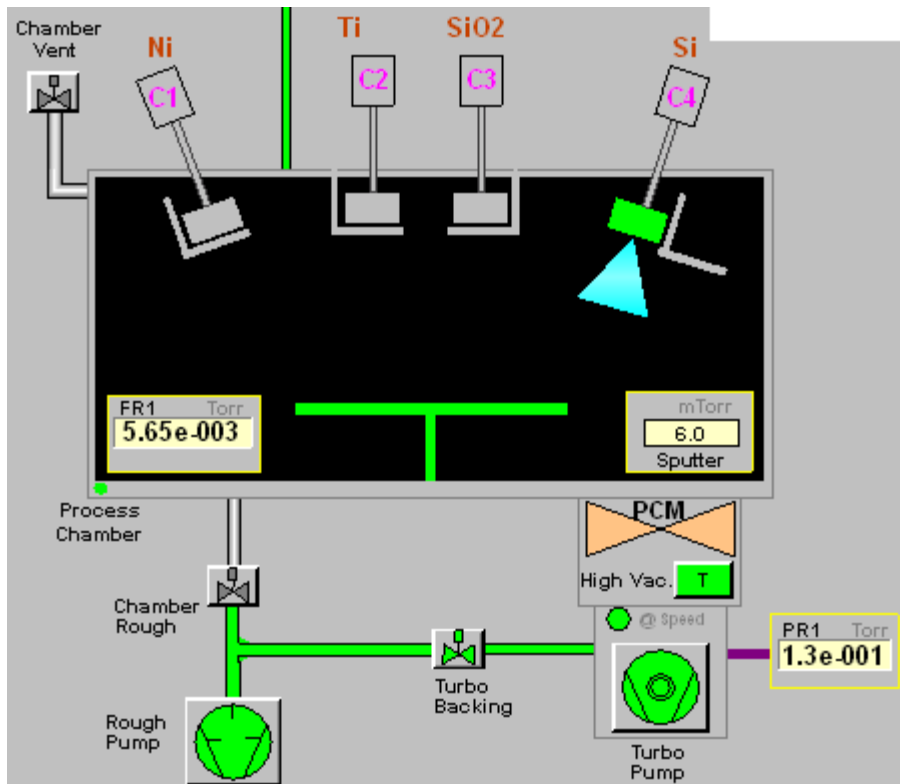 Chamber
Vent
Ni
Ti
SiO2
Si
C1
C2
C3
C4
FR1 Torr
5.65e-003
mTorr
6.0
Sputter
Process
Chamber
PCM
High Vac. T
Chamber
Rough
@ Speed
PR1 Torr
1.3e-001
Turbo
Backing
Rough
Pump
Turbo
Pump